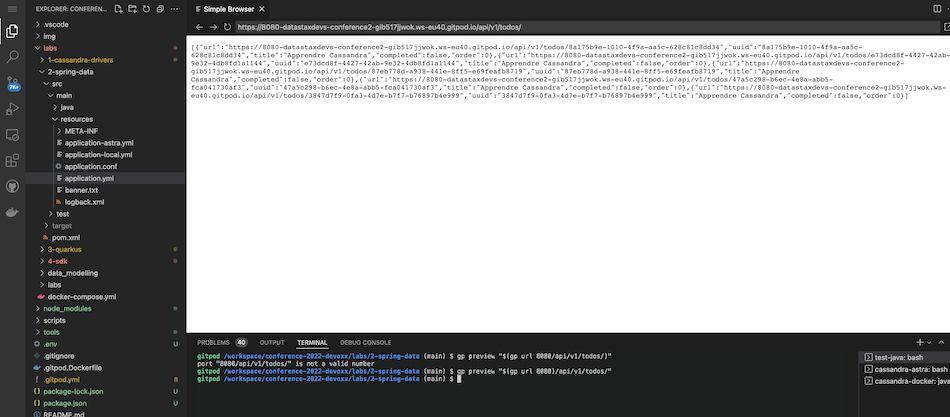 EXPLORER: CONFEREN...
.vscode
img
labs
1-cassandra-drivers
2-spring-data
src
main
java
resources
META-INF
application-astra.yml
application-local.yml
application.conf
application.yml
banner.txt
logback.xml
test
target
pom.xml
3-quarkus
4-sdk
data_modelling
labs
docker-compose.yml
node_modules
scripts
tools
.env U
.gitignore
.gitpod.Dockerfile
.gitpod.yml 8
package-lock.json U
package.json U
README.md
7K+
Simple Browser
https://8080-datastaxdevs-conference2-gib517jjwok.ws-eu40.gitpod.io/api/v1/todos/
[{"url":"https://8080-datastaxdevs-conference2-gib517jjwok.ws-eu40.gitpod.io/api/v1/todos/8a175b9e-1010-4f9a-aa5c-628c81c8dd34","uuid":"8a175b9e-1010-4f9a-aa5c-
628c81c8dd34","title":"Apprendre Cassandra","completed":false,"order":0},{"url":"https://8080-datastaxdevs-conference2-gib517jjwok.ws-eu40.gitpod.io/api/v1/todos/e73dcd8f-4427-42ab-
9e32-4db8fd1a1144","uuid":"e73dcd8f-4427-42ab-9e32-4db8fd1a1144","title":"Apprendre Cassandra","completed":false,"order":0},{"url":"https://8080-datastaxdevs-conference2-
gib517jjwok.ws-eu40.gitpod.io/api/v1/todos/87eb778d-a938-441e-8ff5-e69feafb8719","uuid":"87eb778d-a938-441e-8ff5-e69feafb8719","title":"Apprendre
Cassandra","completed":false,"order":0},{"url":"https://8080-datastaxdevs-conference2-gib517jjwok.ws-eu40.gitpod.io/api/v1/todos/47a5c298-b6ec-4e8a-abb5-
fca041730af3","uuid":"47a5c298-b6ec-4e8a-abb5-fca041730af3","title":"Apprendre Cassandra","completed":false,"order":0},{"url":"https://8080-datastaxdevs-conference2-gib517jjwok.ws-
eu40.gitpod.io/api/v1/todos/3847d7f9-0fa3-4d7e-b7f7-b76897b4e999","uuid":"3847d7f9-0fa3-4d7e-b7f7-b76897b4e999","title":"Apprendre Cassandra","completed":false,"order":0}]
PROBLEMS 40 OUTPUT TERMINAL DEBUG CONSOLE
gitpod /workspace/conference-2022-devoxx/labs/2-spring-data (main) $ gp preview "$(gp url 8080/api/v1/todos/)"
port "8080/api/v1/todos/" is not a valid number
gitpod /workspace/conference-2022-devoxx/labs/2-spring-data (main) $ gp preview "$(gp url 8080)/api/v1/todos/"
gitpod /workspace/conference-2022-devoxx/labs/2-spring-data (main) $
test-java: bash
cassandra-astra: bash
cassandra-docker: java